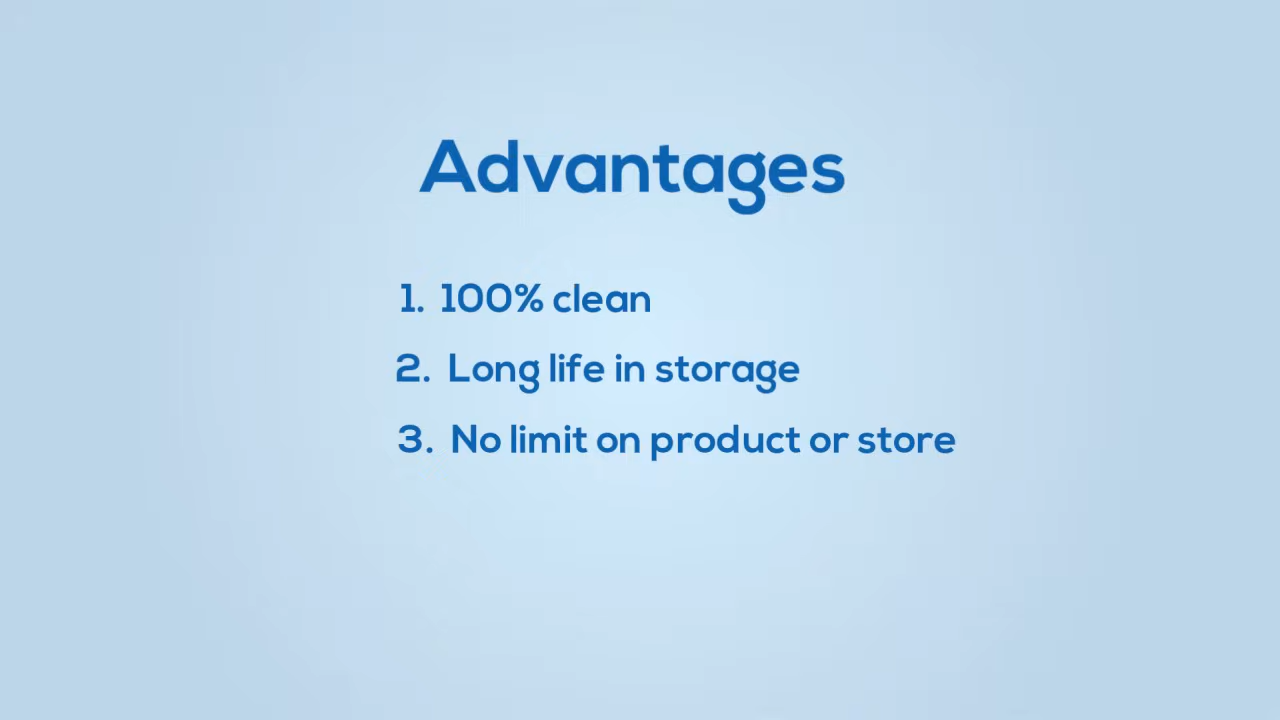 Advantages
1. 100% clean
2. Long life in storage
3. No limit on product or store